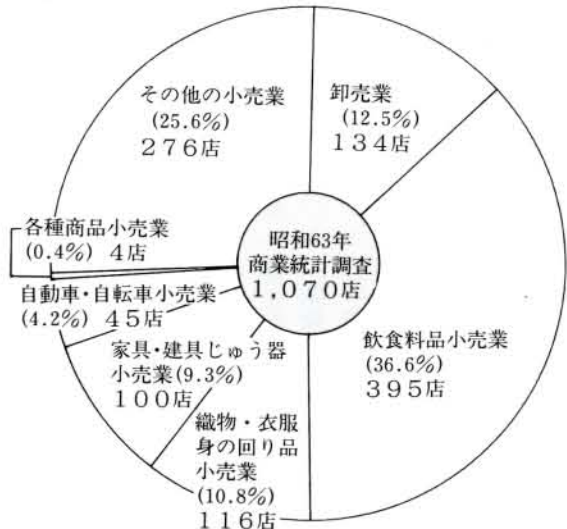 その他の小売業
(25.6%)
276店
卸売業
(12.5%)
134店
各種商品小売業
(0.4%) 4店
昭和63年
商業統計調査
1,070店
自動車・自転車小売業
(4.2%) 45店
飲食料品小売業
(36.6%)
395店
家具・建具じゅう器
小売業(9.3%)
100店
織物・衣服
身の回り品
小売業
(10.8%)
116店